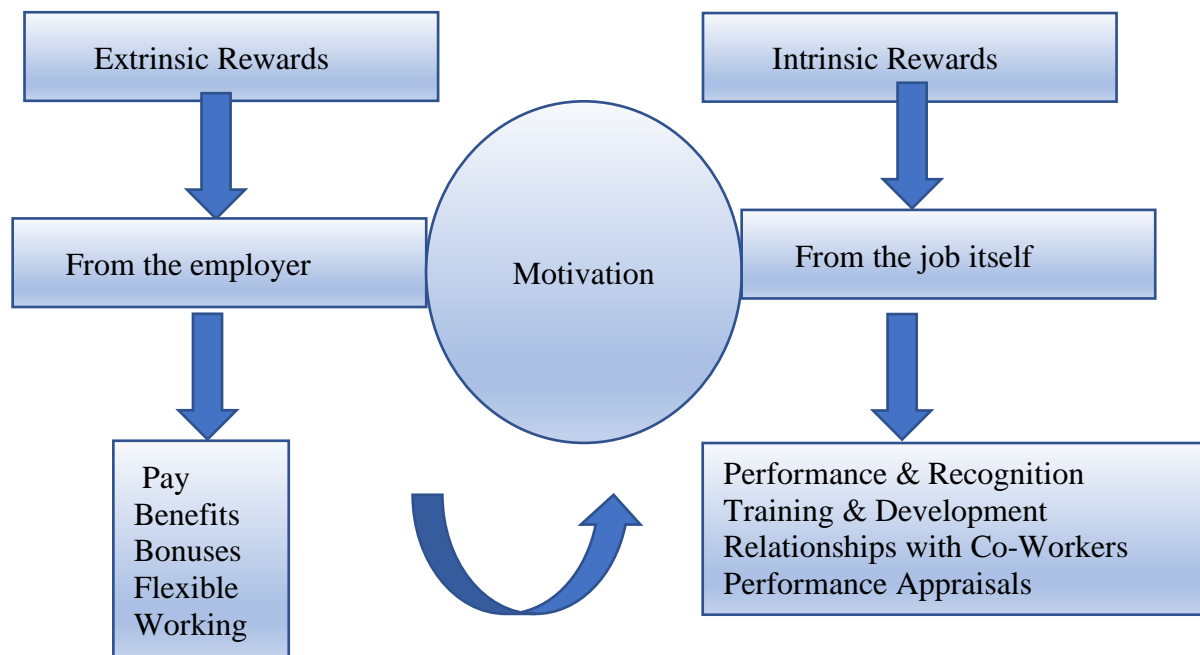 Extrinsic Rewards
Intrinsic Rewards
From the employer
Motivation
From the job itself
Pay
Benefits
Bonuses
Flexible
Working
Performance & Recognition
Training & Development
Relationships with Co-Workers
Performance Appraisals